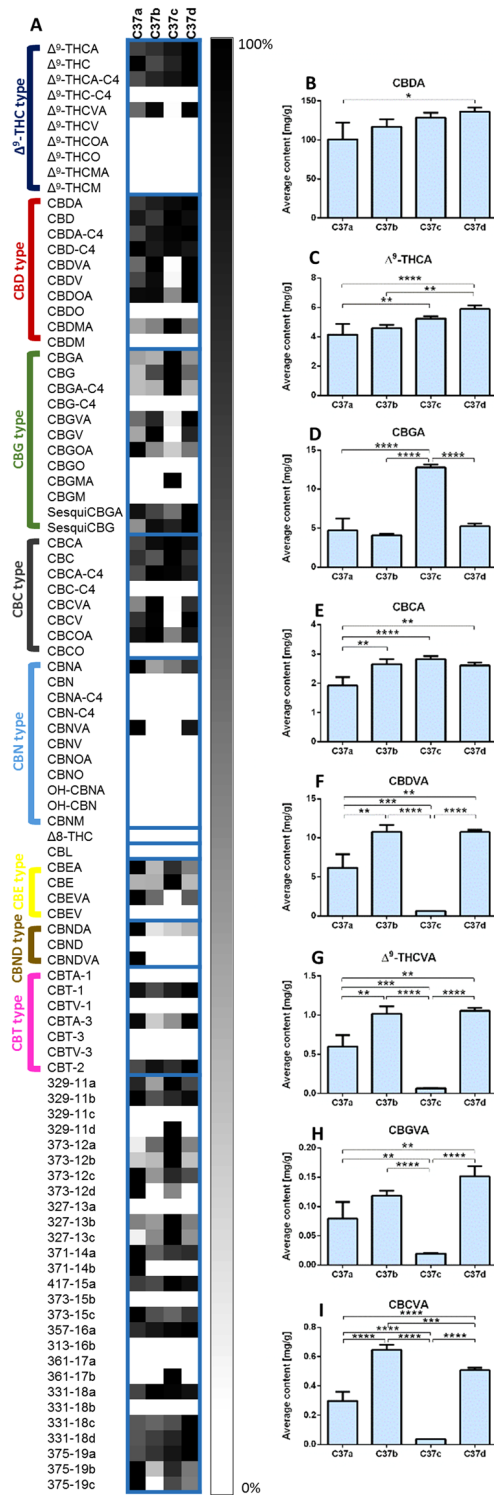 A
C37a C37b C37c C37d
100%
Δ⁹-THC type
Δ⁹-THCA
Δ⁹-THC
Δ⁹-THCA-C4
Δ⁹-THC-C4
Δ⁹-THCVA
Δ⁹-THCV
Δ⁹-THCOA
Δ⁹-THCO
Δ⁹-THCMA
Δ⁹-THCM
CBD type
CBDA
CBD
CBDA-C4
CBD-C4
CBDVA
CBDV
CBDOA
CBDO
CBDMA
CBDM
CBG type
CBGA
CBG
CBGA-C4
CBG-C4
CBGVA
CBGV
CBGOA
CBGO
CBGMA
CBGM
SesquiCBGA
SesquiCBG
CBC type
CBCA
CBC
CBCA-C4
CBC-C4
CBCVA
CBCV
CBCOA
CBCO
CBN type
CBNA
CBN
CBNA-C4
CBN-C4
CBNVA
CBNV
CBNOA
CBNO
OH-CBNA
OH-CBN
CBNM
Δ8-THC
CBL
CBE type
CBEA
CBE
CBEVA
CBEV
CBND type
CBNDA
CBND
CBNDVA
CBT type
CBTA-1
CBT-1
CBTV-1
CBTA-3
CBT-3
CBTV-3
CBT-2
329-11a
329-11b
329-11c
329-11d
373-12a
373-12b
373-12c
373-12d
327-13a
327-13b
327-13c
371-14a
371-14b
417-15a
373-15b
373-15c
357-16a
313-16b
361-17a
361-17b
331-18a
331-18b
331-18c
331-18d
375-19a
375-19b
375-19c
0%
B
CBDA
Average content [mg/g]
150
100
50
0
*
C37a C37b C37c C37d
C
Δ⁹-THCA
Average content [mg/g]
8
6
4
2
0
****
**
**
C37a C37b C37c C37d
D
CBGA
Average content [mg/g]
15
10
5
0
****
**** ****
C37a C37b C37c C37d
E
CBCA
Average content [mg/g]
4
3
2
1
0
**
****
**
C37a C37b C37c C37d
F
CBDVA
Average content [mg/g]
15
10
5
0
**
***
** **** ****
C37a C37b C37c C37d
G
Δ⁹-THCVA
Average content [mg/g]
1.5
1.0
0.5
0.0
**
***
** **** ****
C37a C37b C37c C37d
H
CBGVA
Average content [mg/g]
0.20
0.15
0.10
0.05
0.00
**
** ****
****
C37a C37b C37c C37d
I
CBCVA
Average content [mg/g]
0.8
0.6
0.4
0.2
0.0
****
***
****
**** **** ****
C37a C37b C37c C37d